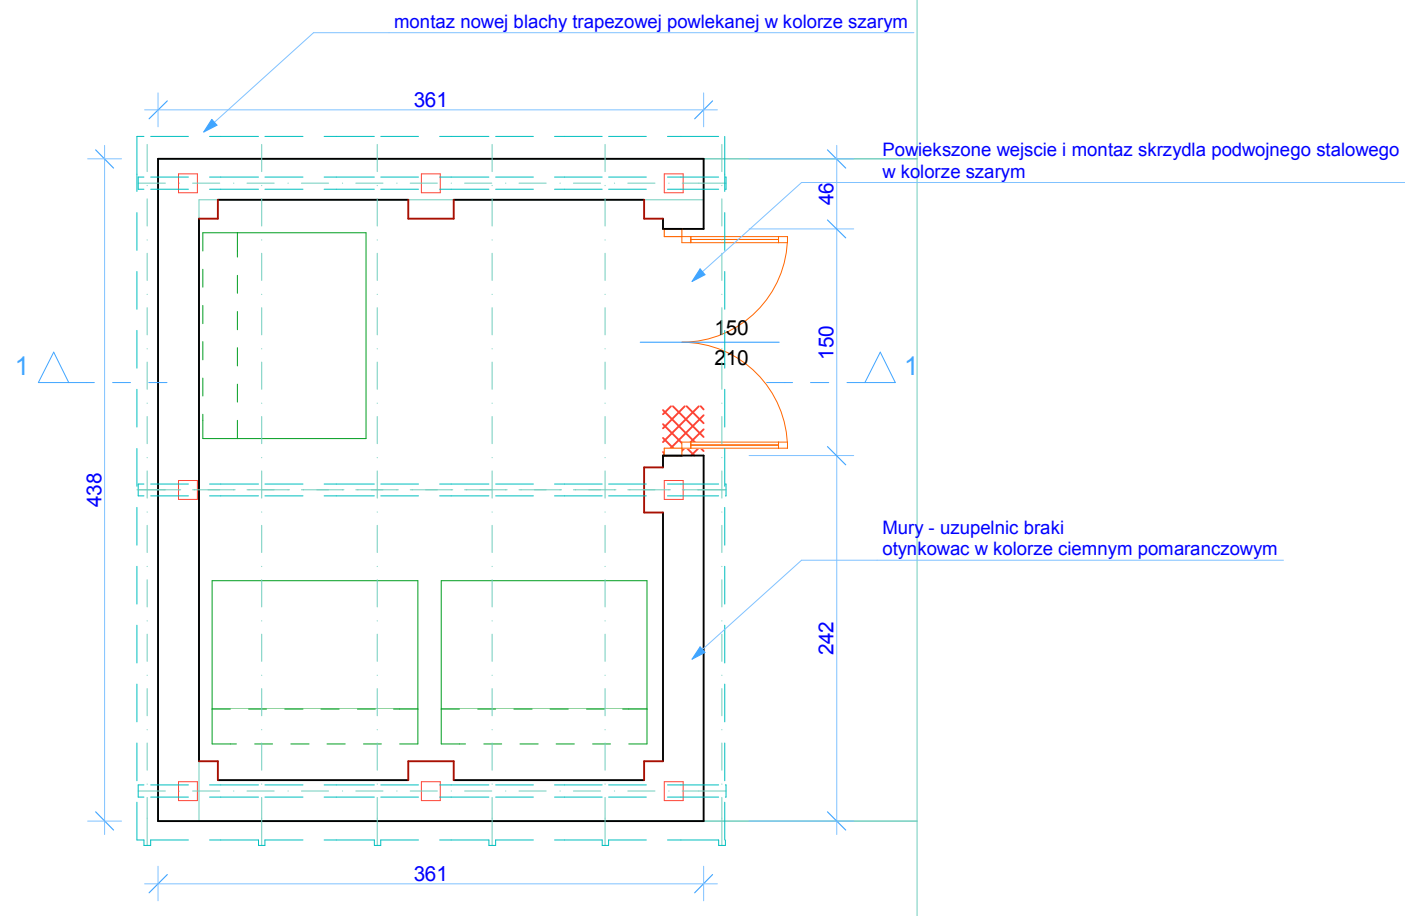 montaz nowej blachy trapezowej powlekanej w kolorze szarym
361
Powiekszone wejscie i montaz skrzydla podwojnego stalowego
w kolorze szarym
46
150
210
150
1
1
438
Mury - uzupelnic braki
otynkowac w kolorze ciemnym pomaranczowym
242
361